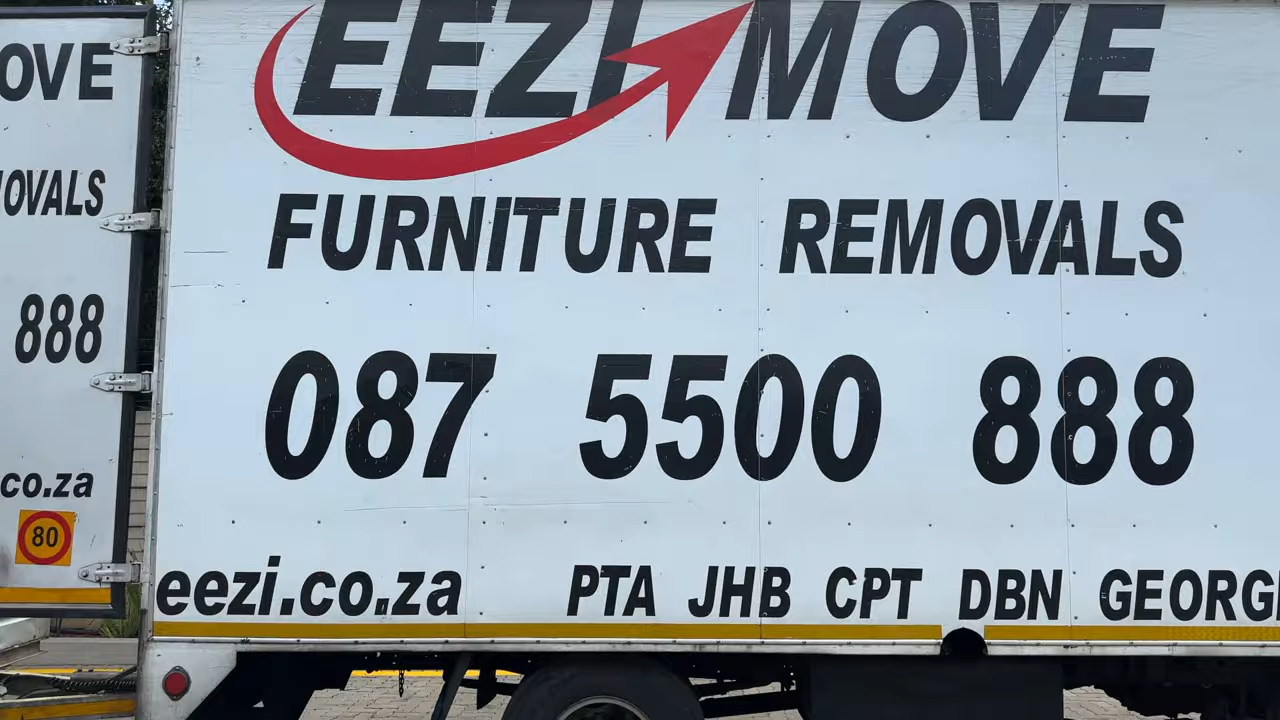 OVE
OVALS
888
co.za
80
EEZI MOVE
FURNITURE REMOVALS
087 5500 888
eezi.co.za PTA JHB CPT DBN GEORG